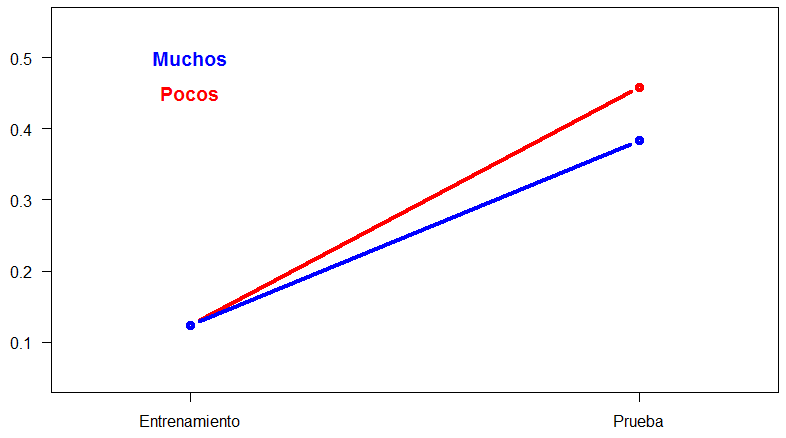 Muchos
Pocos
0.5
0.4
0.3
0.2
0.1
Entrenamiento
Prueba